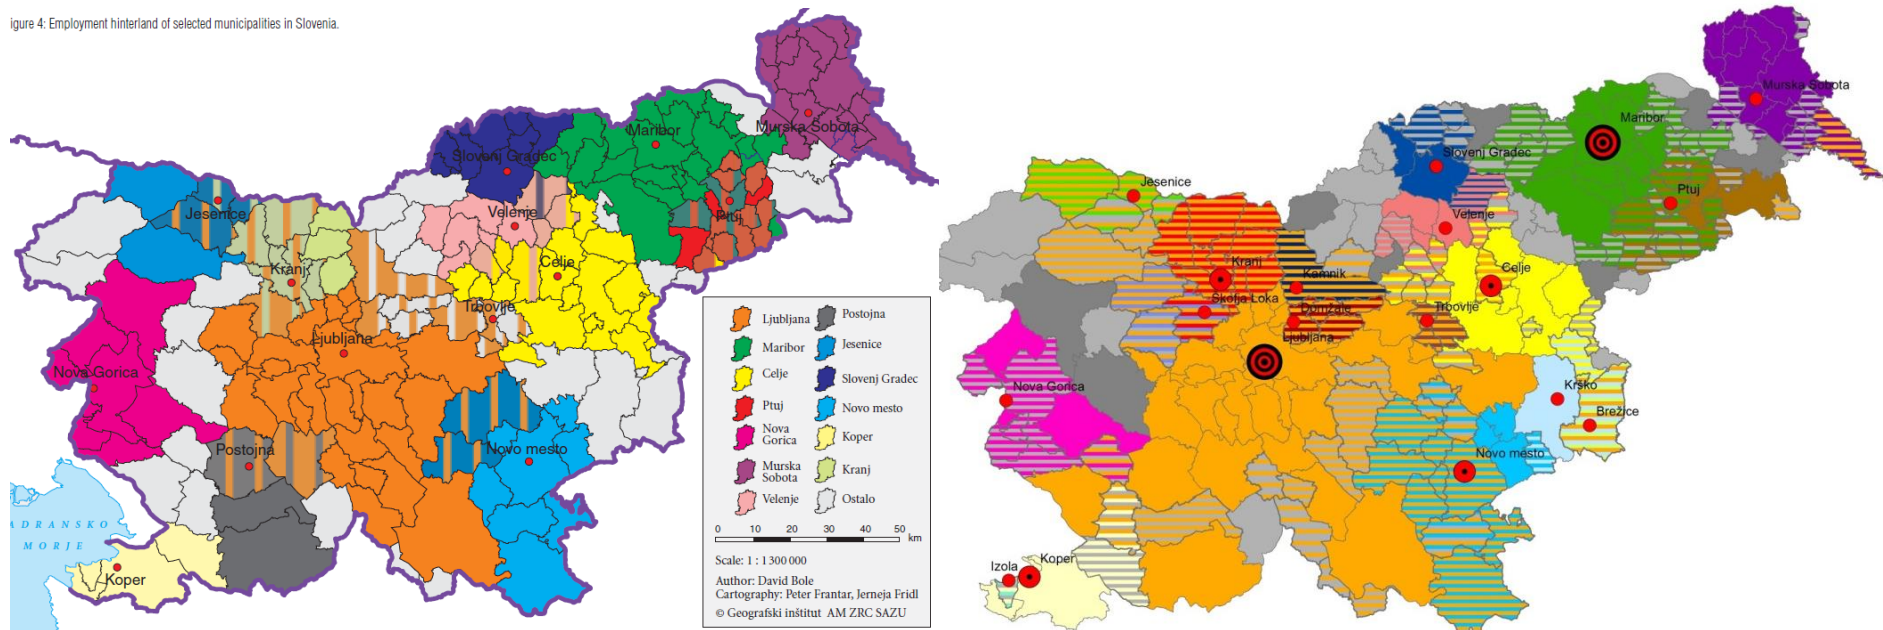 igure 4: Employment hinterland of selected municipalities in Slovenia.
Murska Sobota
Maribor
Slovenj Gradec
Jesenice
Velenje
Ptuj
Kranj
Celje
Trbovlje
Ljubljana
Nova Gorica
Postojna
Novo mesto
Koper
ADRANSKO
MORJE
Ljubljana
Maribor
Celje
Ptuj
Nova
Gorica
Murska
Sobota
Velenje
Postojna
Jesenice
Slovenj Gradec
Novo mesto
Koper
Kranj
Ostalo
0 10 20 30 40 50 km
Scale: 1 : 1 300 000
Author: David Bole
Cartography: Peter Frantar, Jerneja Fridl
© Geografski inštitut AM ZRC SAZU
Murska Sobota
Maribor
Slovenj Gradec
Jesenice
Ptuj
Velenje
Kranj
Kamnik
Celje
Škofja Loka
Domžale
Trbovlje
Ljubljana
Nova Gorica
Krško
Brežice
Novo mesto
Izola
Koper